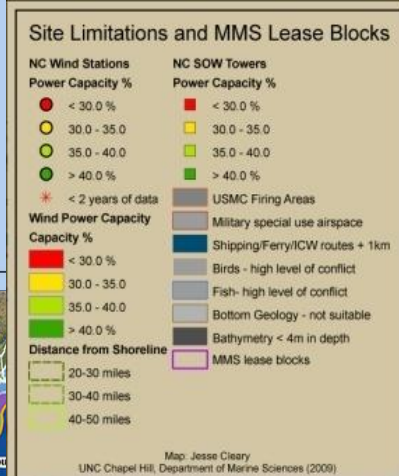 Site Limitations and MMS Lease Blocks
NC Wind Stations
Power Capacity %
< 30.0 %
30.0 - 35.0
35.0 - 40.0
> 40.0 %
< 2 years of data
Wind Power Capacity
Capacity %
< 30.0 %
30.0 - 35.0
35.0 - 40.0
> 40.0 %
Distance from Shoreline
20-30 miles
30-40 miles
40-50 miles
NC SOW Towers
Power Capacity %
< 30.0 %
30.0 - 35.0
35.0 - 40.0
> 40.0 %
USMC Firing Areas
Military special use airspace
Shipping/Ferry/ICW routes + 1km
Birds - high level of conflict
Fish- high level of conflict
Bottom Geology - not suitable
Bathymetry < 4m in depth
MMS lease blocks
Map: Jesse Cleary
UNC Chapel Hill, Department of Marine Sciences (2009)